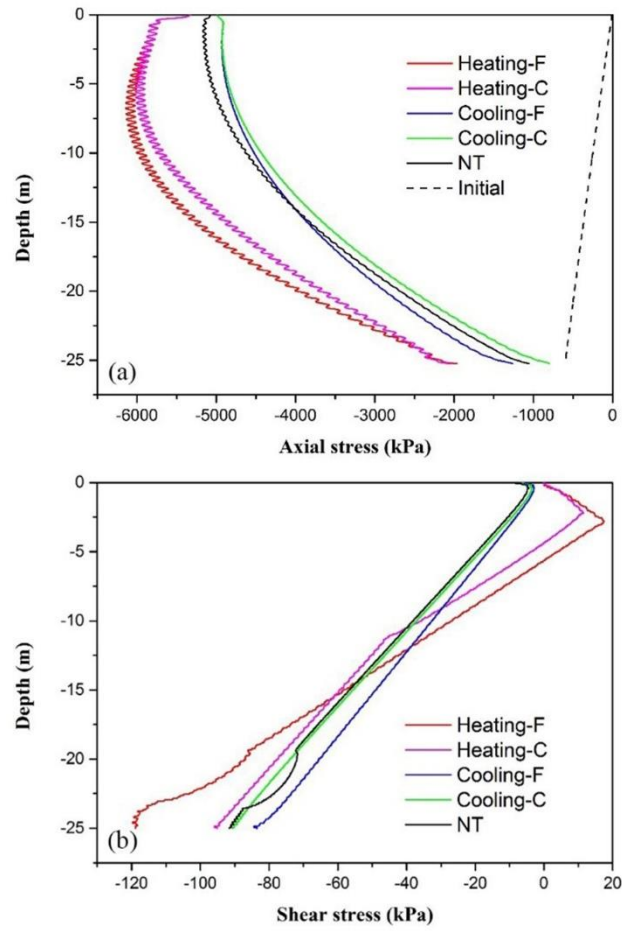 0
-5
-10
-15
-20
-25
Depth (m)
Heating-F
Heating-C
Cooling-F
Cooling-C
NT
Initial
(a)
-6000 -5000 -4000 -3000 -2000 -1000 0
Axial stress (kPa)
0
-5
-10
-15
-20
-25
Depth (m)
Heating-F
Heating-C
Cooling-F
Cooling-C
NT
(b)
-120 -100 -80 -60 -40 -20 0 20
Shear stress (kPa)